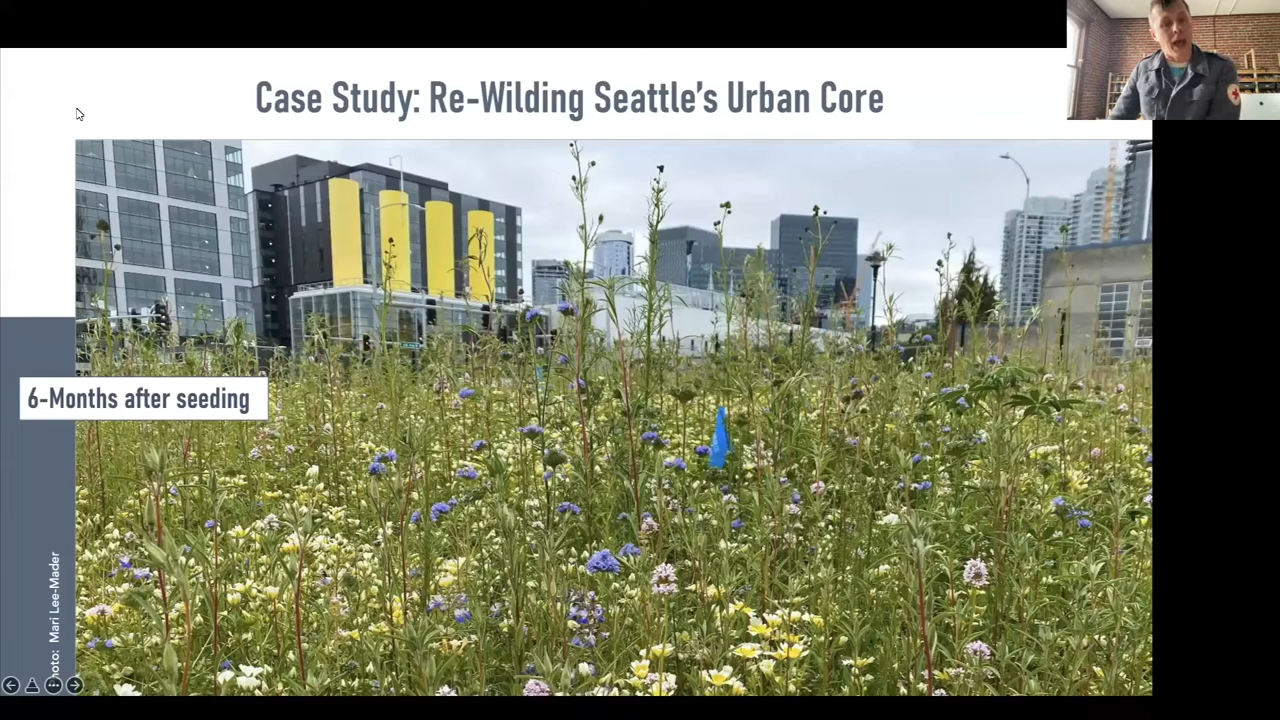 Case Study: Re-Wilding Seattle's Urban Core
6-Months after seeding
Photo: Mari Lee-Mader